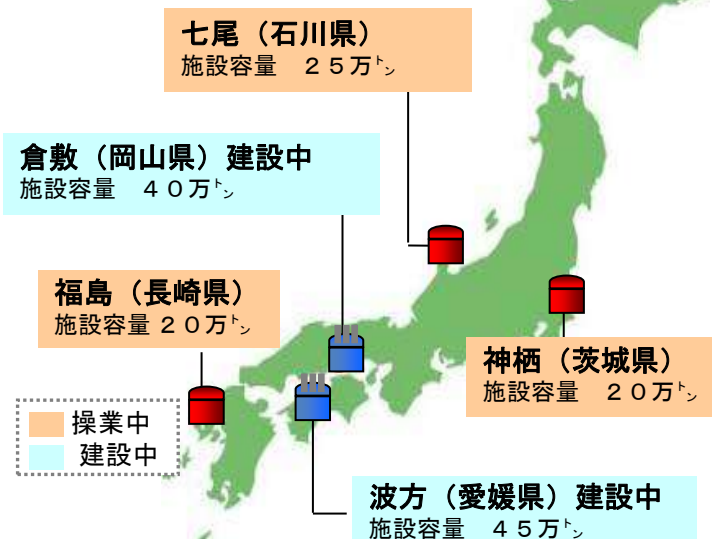 七尾（石川県）
施設容量　２５万㌧
倉敷（岡山県）建設中
施設容量　４０万㌧
福島（長崎県）
施設容量 ２０万㌧
神栖（茨城県）
施設容量　２０万㌧
操業中
建設中
波方（愛媛県）建設中
施設容量　４５万㌧